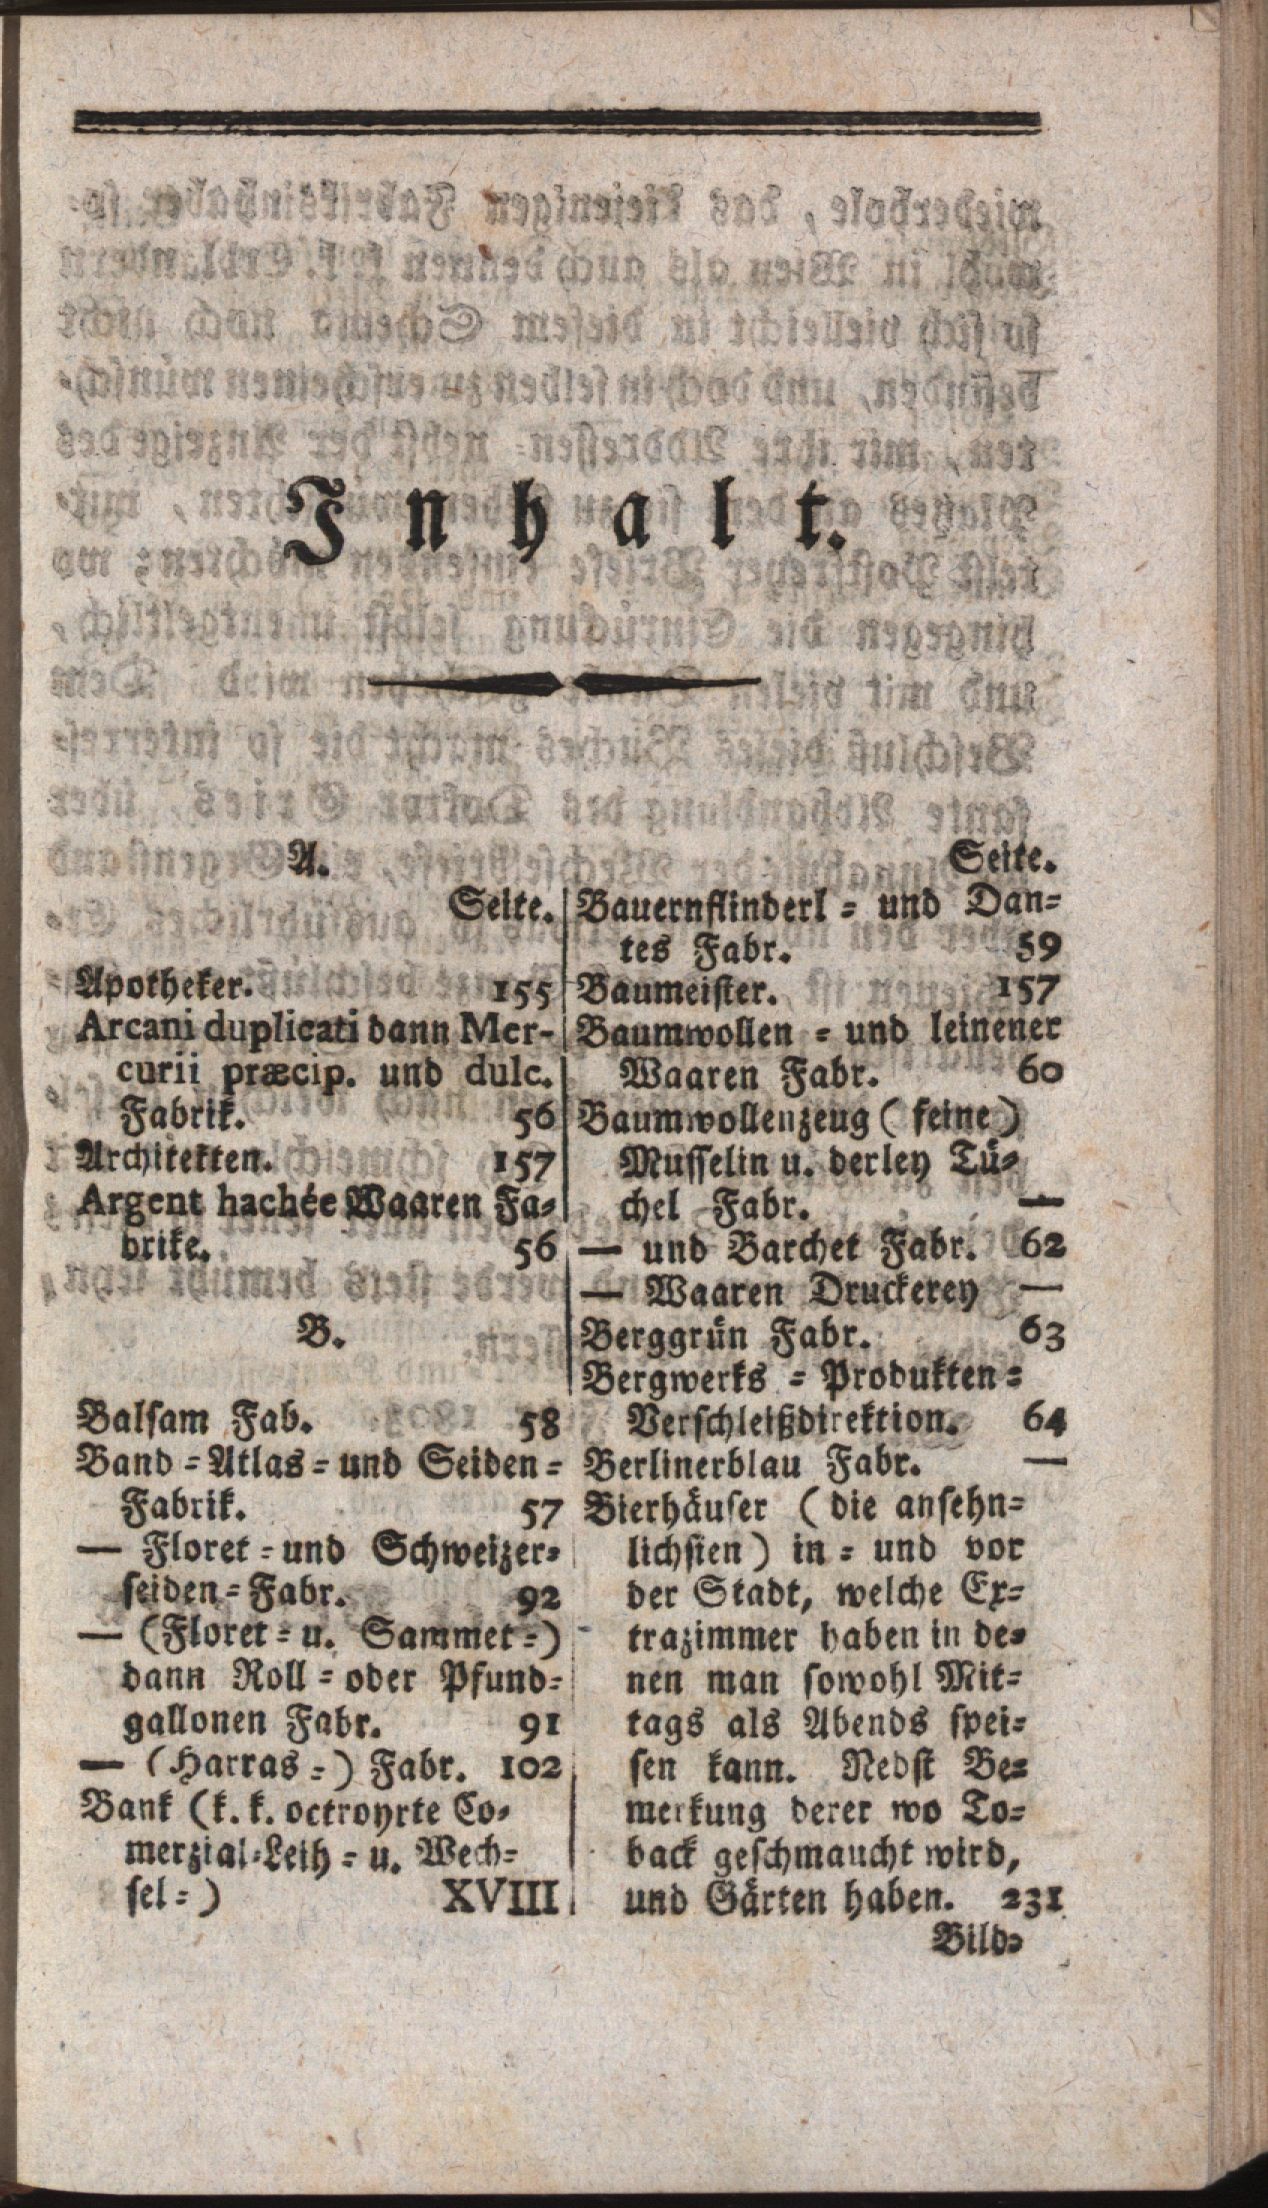 Inhalt.
A.
Seite.
Apotheker. 155
Arcani duplicati dann Mer-
curii præcip. und dulc.
Fabrik. 56
Architekten. 157
Argent hachée Waaren Fa-
brike. 56
B.
Balsam Fab. 58
Band-Atlas-und Seiden-
Fabrik. 57
— Floret-und Schweizer-
seiden-Fabr. 92
— (Floret-u. Sammet-)
dann Roll-oder Pfund-
gallonen Fabr. 91
— (Harras-) Fabr. 102
Bank (k. k. octroyrte Co-
merzial-Leih-u. Wech-
sel-) XVIII
Seite.
Bauernflinderl- und Dan-
tes Fabr. 59
Baumeister. 157
Baumwollen- und leinener
Waaren Fabr. 60
Baumwollenzeug (feine)
Musselin u. derley Tü-
chel Fabr. —
— und Barchet Fabr. 62
— Waaren Druckerey —
Berggrün Fabr. 63
Bergwerks-Produkten-
Verschleißdirektion. 64
Berlinerblau Fabr. —
Bierhäuser (die ansehn-
lichsten) in- und vor
der Stadt, welche Ex-
trazimmer haben in de-
nen man sowohl Mit-
tags als Abends spei-
sen kann. Nebst Be-
merkung derer wo To-
back geschmaucht wird,
und Gärten haben. 231
Bild-